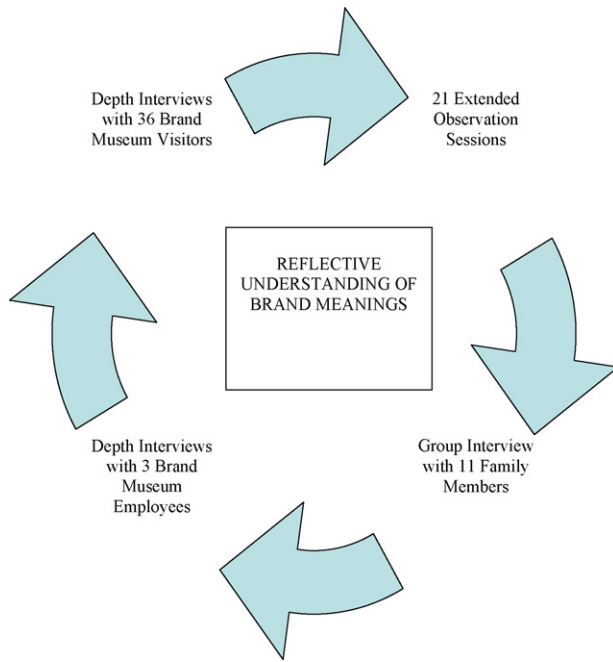 Depth Interviews
with 36 Brand
Museum Visitors
21 Extended
Observation
Sessions
REFLECTIVE
UNDERSTANDING OF
BRAND MEANINGS
Depth Interviews
with 3 Brand
Museum
Employees
Group Interview
with 11 Family
Members